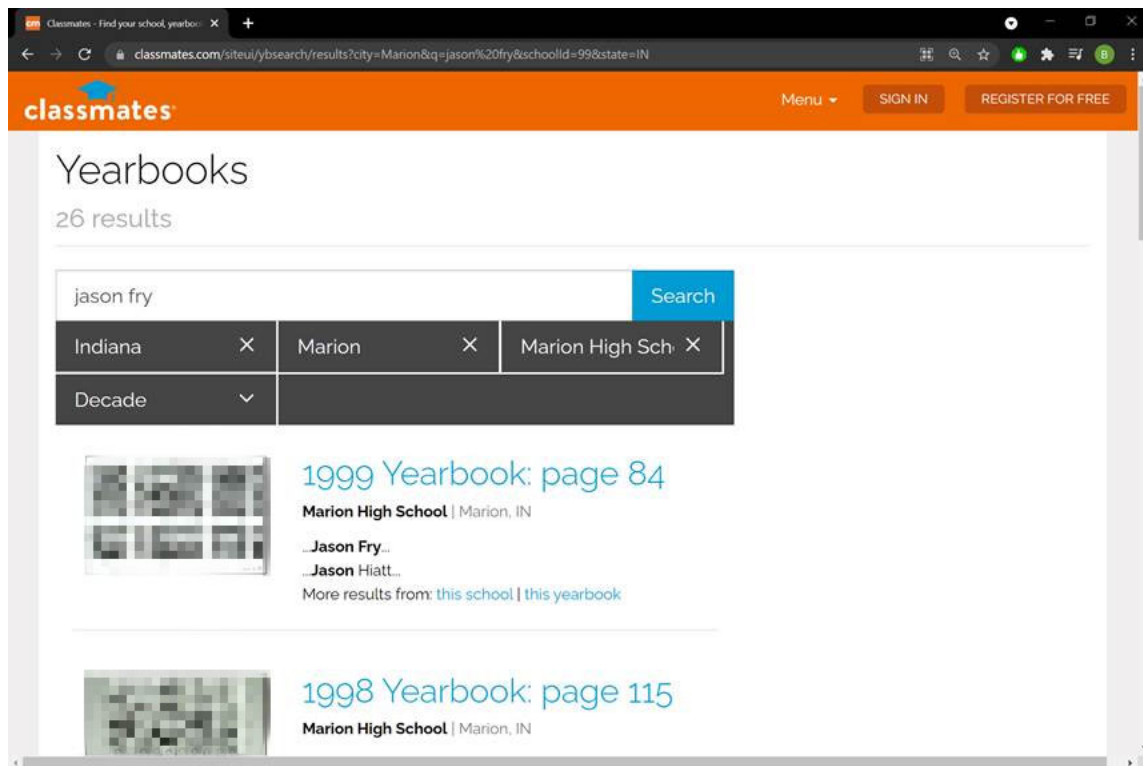 cm Classmates - Find your school, yearboo
classmates.com/siteui/ybsearch/results?city=Marion&q=jason%20fry&schoolId=99&state=IN
B
classmates
Menu
SIGN IN
REGISTER FOR FREE
Yearbooks
26 results
jason fry
Search
Indiana
Marion
Marion High Sch
Decade
1999 Yearbook: page 84
Marion High School | Marion, IN
...Jason Fry...
...Jason Hiatt...
More results from: this school | this yearbook
1998 Yearbook: page 115
Marion High School | Marion, IN